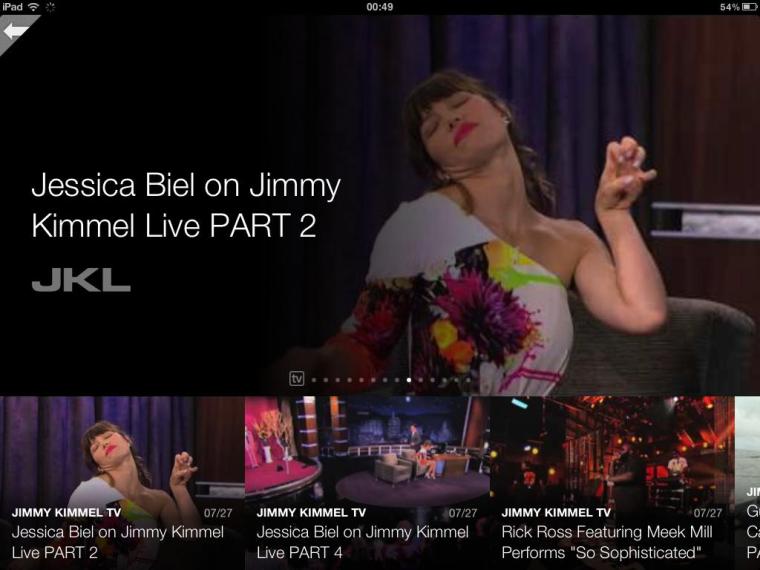 iPad 00:49 54%
Jessica Biel on Jimmy
Kimmel Live PART 2
JKL
tv
JIMMY KIMMEL TV 07/27
Jessica Biel on Jimmy Kimmel
Live PART 2
JIMMY KIMMEL TV 07/27
Jessica Biel on Jimmy Kimmel
Live PART 4
JIMMY KIMMEL TV 07/27
Rick Ross Featuring Meek Mill
Performs "So Sophisticated"